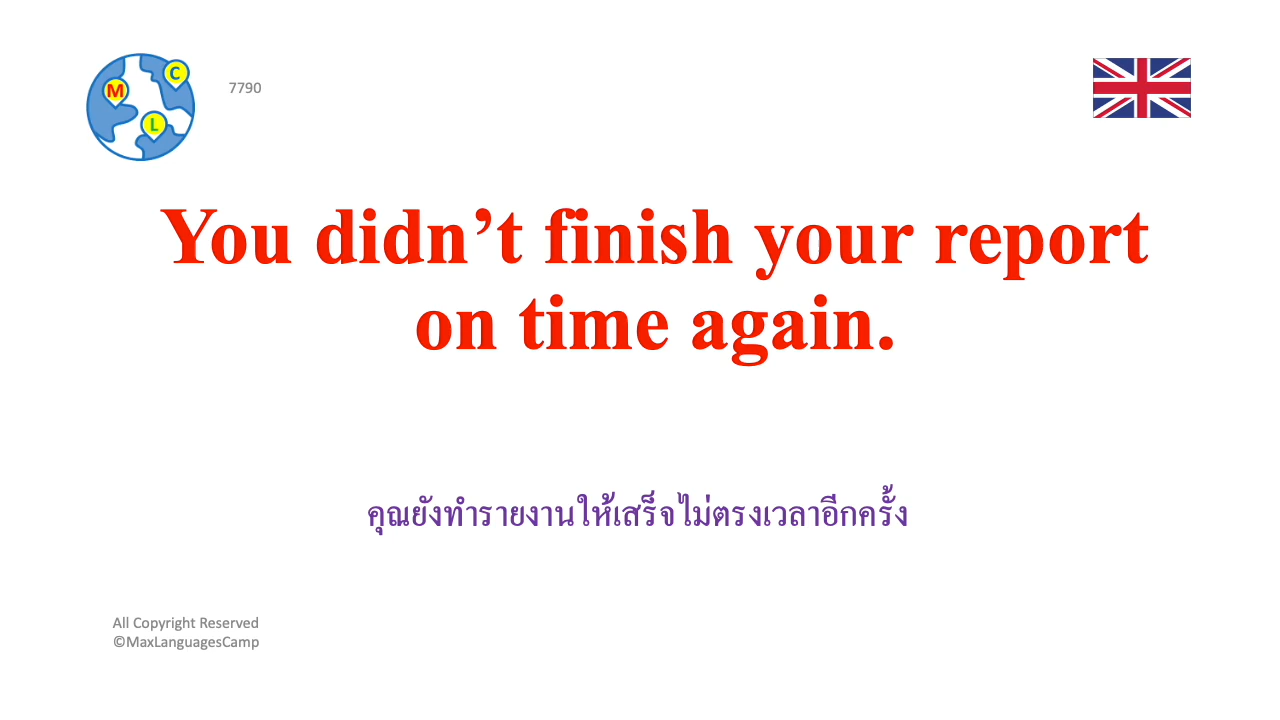 C
M
L
7790
You didn’t finish your report
on time again.
คุณยังทำรายงานให้เสร็จไม่ตรงเวลาอีกครั้ง
All Copyright Reserved
©MaxLanguagesCamp